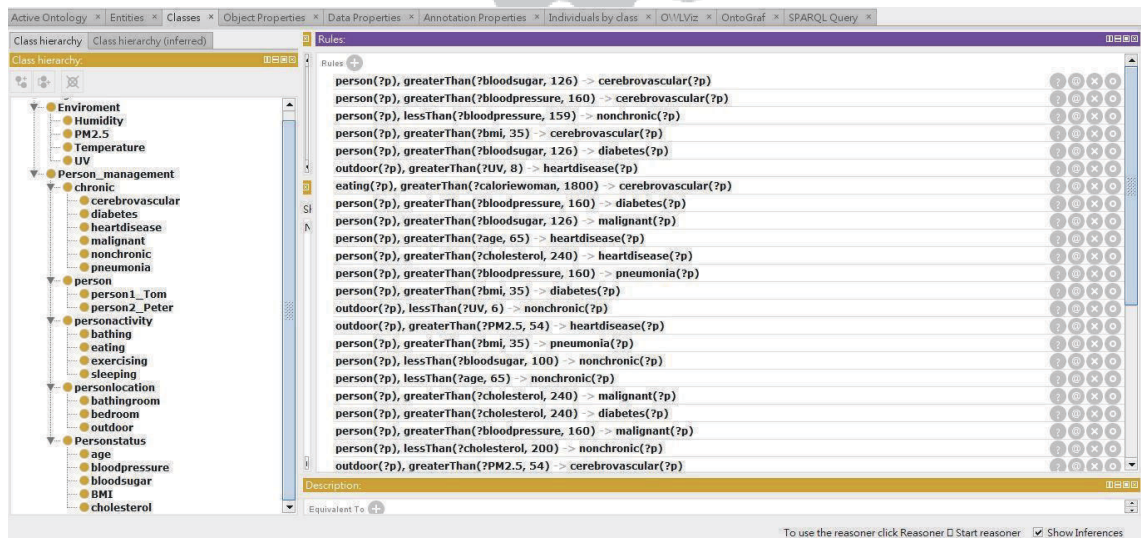 Active Ontology × Entities × Classes × Object Properties × Data Properties × Annotation Properties × Individuals by class × OWLViz × OntoGraf × SPARQL Query ×
Class hierarchy Class hierarchy (inferred)
Class hierarchy:
Enviroment
Humidity
PM2.5
Temperature
UV
Person_management
chronic
cerebrovascular
diabetes
heartdisease
malignant
nonchronic
pneumonia
person
person1_Tom
person2_Peter
personactivity
bathing
eating
exercising
sleeping
personlocation
bathingroom
bedroom
outdoor
Personstatus
age
bloodpressure
bloodsugar
BMI
cholesterol
Rules:
Rules
person(?p), greaterThan(?bloodsugar, 126) -> cerebrovascular(?p)
person(?p), greaterThan(?bloodpressure, 160) -> cerebrovascular(?p)
person(?p), lessThan(?bloodpressure, 159) -> nonchronic(?p)
person(?p), greaterThan(?bmi, 35) -> cerebrovascular(?p)
person(?p), greaterThan(?bloodsugar, 126) -> diabetes(?p)
outdoor(?p), greaterThan(?UV, 8) -> heartdisease(?p)
eating(?p), greaterThan(?caloriewoman, 1800) -> cerebrovascular(?p)
person(?p), greaterThan(?bloodpressure, 160) -> diabetes(?p)
person(?p), greaterThan(?bloodsugar, 126) -> malignant(?p)
person(?p), greaterThan(?age, 65) -> heartdisease(?p)
person(?p), greaterThan(?cholesterol, 240) -> heartdisease(?p)
person(?p), greaterThan(?bloodpressure, 160) -> pneumonia(?p)
person(?p), greaterThan(?bmi, 35) -> diabetes(?p)
outdoor(?p), lessThan(?UV, 6) -> nonchronic(?p)
outdoor(?p), greaterThan(?PM2.5, 54) -> heartdisease(?p)
person(?p), greaterThan(?bmi, 35) -> pneumonia(?p)
person(?p), lessThan(?bloodsugar, 100) -> nonchronic(?p)
person(?p), lessThan(?age, 65) -> nonchronic(?p)
person(?p), greaterThan(?cholesterol, 240) -> malignant(?p)
person(?p), greaterThan(?cholesterol, 240) -> diabetes(?p)
person(?p), greaterThan(?bloodpressure, 160) -> malignant(?p)
person(?p), lessThan(?cholesterol, 200) -> nonchronic(?p)
outdoor(?p), greaterThan(?PM2.5, 54) -> cerebrovascular(?p)
Description:
Equivalent To
To use the reasoner click Reasoner Start reasoner Show Inferences